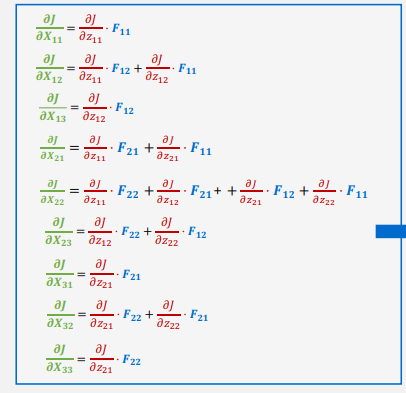 ∂J/∂X₁₁ = ∂J/∂z₁₁ · F₁₁
∂J/∂X₁₂ = ∂J/∂z₁₁ · F₁₂ + ∂J/∂z₁₂ · F₁₁
∂J/∂X₁₃ = ∂J/∂z₁₂ · F₁₂
∂J/∂X₂₁ = ∂J/∂z₁₁ · F₂₁ + ∂J/∂z₂₁ · F₁₁
∂J/∂X₂₂ = ∂J/∂z₁₁ · F₂₂ + ∂J/∂z₁₂ · F₂₁ + + ∂J/∂z₂₁ · F₁₂ + ∂J/∂z₂₂ · F₁₁
∂J/∂X₂₃ = ∂J/∂z₁₂ · F₂₂ + ∂J/∂z₂₂ · F₁₂
∂J/∂X₃₁ = ∂J/∂z₂₁ · F₂₁
∂J/∂X₃₂ = ∂J/∂z₂₁ · F₂₂ + ∂J/∂z₂₂ · F₂₁
∂J/∂X₃₃ = ∂J/∂z₂₁ · F₂₂